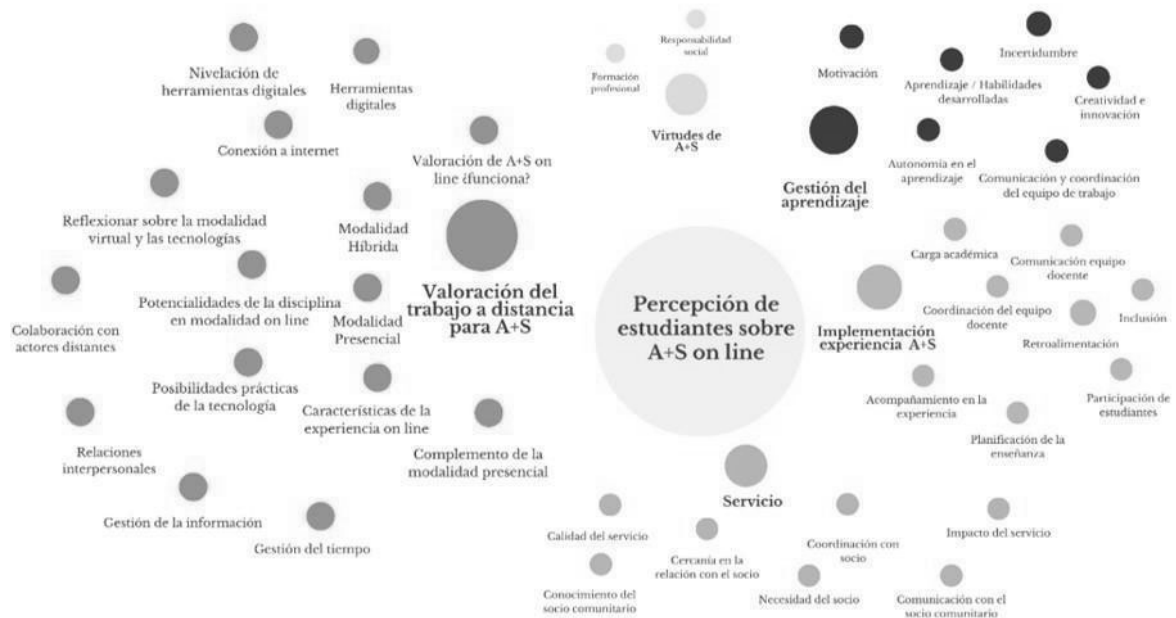 Nivelación de
herramientas digitales
Herramientas
digitales
Conexión a internet
Valoración de A+S on
line ¿funciona?
Reflexionar sobre la modalidad
virtual y las tecnologías
Modalidad
Híbrida
Valoración del
trabajo a distancia
para A+S
Colaboración con
actores distantes
Potencialidades de la disciplina
en modalidad on line
Modalidad
Presencial
Posibilidades prácticas
de la tecnología
Características de la
experiencia on line
Relaciones
interpersonales
Complemento de la
modalidad presencial
Gestión de la información
Gestión del tiempo
Responsabilidad
social
Formación
profesional
Virtudes de
A+S
Motivación
Incertidumbre
Aprendizaje / Habilidades
desarrolladas
Creatividad e
innovación
Gestión del
aprendizaje
Autonomía en el
aprendizaje
Comunicación y coordinación
del equipo de trabajo
Percepción de
estudiantes sobre
A+S on line
Carga académica
Comunicación equipo
docente
Implementación
experiencia A+S
Coordinación del equipo
docente
Inclusión
Retroalimentación
Acompañamiento en la
experiencia
Participación de
estudiantes
Planificación de la
enseñanza
Servicio
Calidad del servicio
Cercanía en la
relación con el socio
Coordinación con
socio
Impacto del servicio
Conocimiento del
socio comunitario
Necesidad del socio
Comunicación con el
socio comunitario